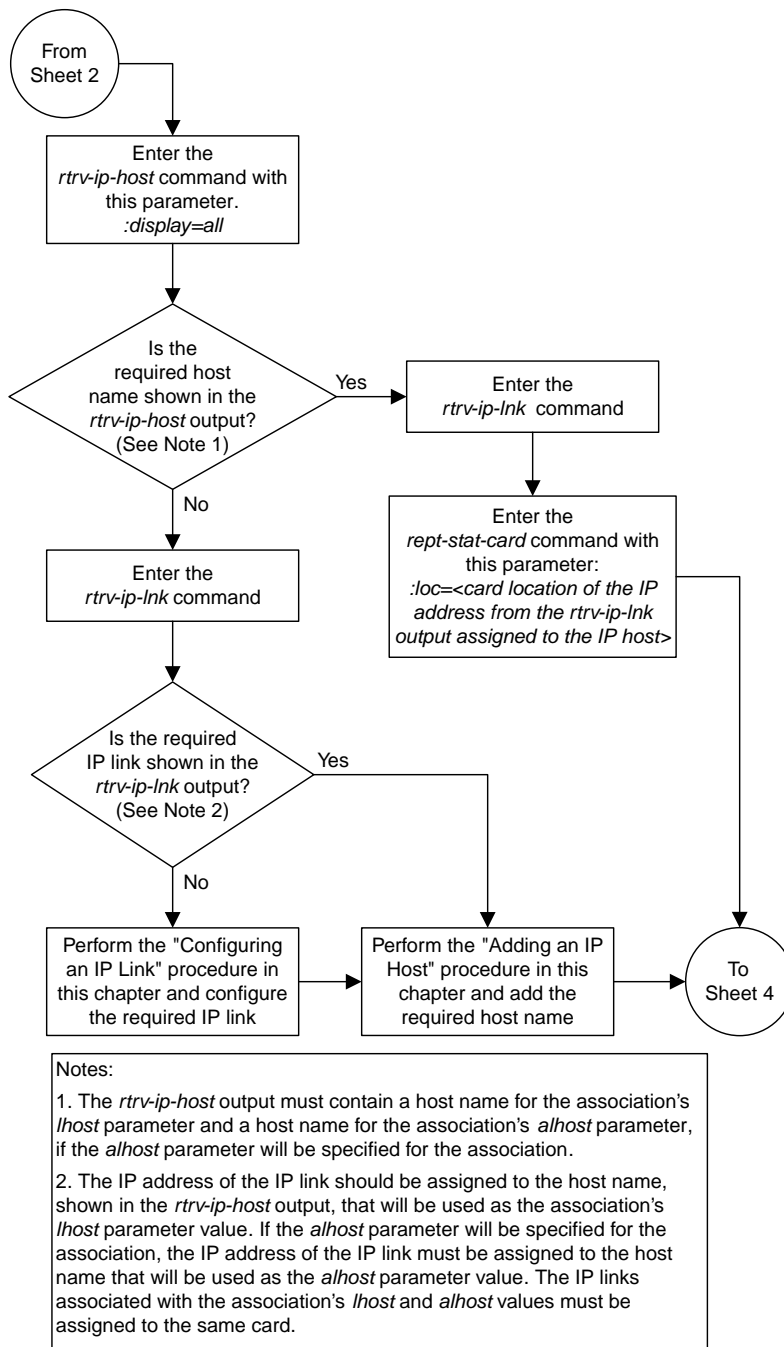 From
Sheet 2
Enter the
rtrv-ip-host command with
this parameter.
:display=all
Is the
required host
name shown in the
rtrv-ip-host output?
(See Note 1)
Yes
Enter the
rtrv-ip-lnk command
No
Enter the
rept-stat-card command with
this parameter:
:loc=<card location of the IP
address from the rtrv-ip-lnk
output assigned to the IP host>
Enter the
rtrv-ip-lnk command
Is the required
IP link shown in the
rtrv-ip-lnk output?
(See Note 2)
Yes
No
Perform the "Configuring
an IP Link" procedure in
this chapter and configure
the required IP link
Perform the "Adding an IP
Host" procedure in this
chapter and add the
required host name
To
Sheet 4
Notes:
1. The rtrv-ip-host output must contain a host name for the association's
lhost parameter and a host name for the association's alhost parameter,
if the alhost parameter will be specified for the association.
2. The IP address of the IP link should be assigned to the host name,
shown in the rtrv-ip-host output, that will be used as the association's
lhost parameter value. If the alhost parameter will be specified for the
association, the IP address of the IP link must be assigned to the host
name that will be used as the alhost parameter value. The IP links
associated with the association's lhost and alhost values must be
assigned to the same card.